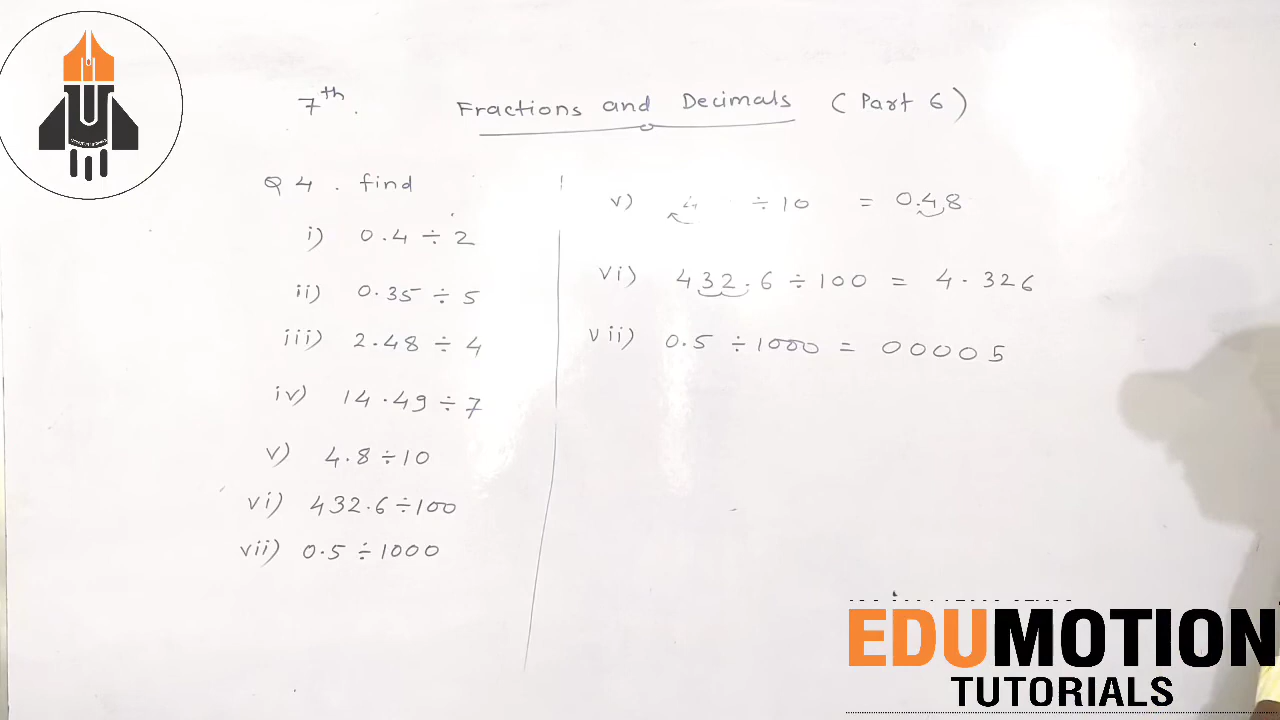 7th. Fractions and Decimals (Part 6)
Q 4. find
i) 0.4 ÷ 2
ii) 0.35 ÷ 5
iii) 2.48 ÷ 4
iv) 14.49 ÷ 7
v) 4.8 ÷ 10
vi) 432.6 ÷ 100
vii) 0.5 ÷ 1000
v) ÷ 10 = 0.48
vi) 432.6 ÷ 100 = 4.326
vii) 0.5 ÷ 1000 = 00005
EDUMOTION
TUTORIALS